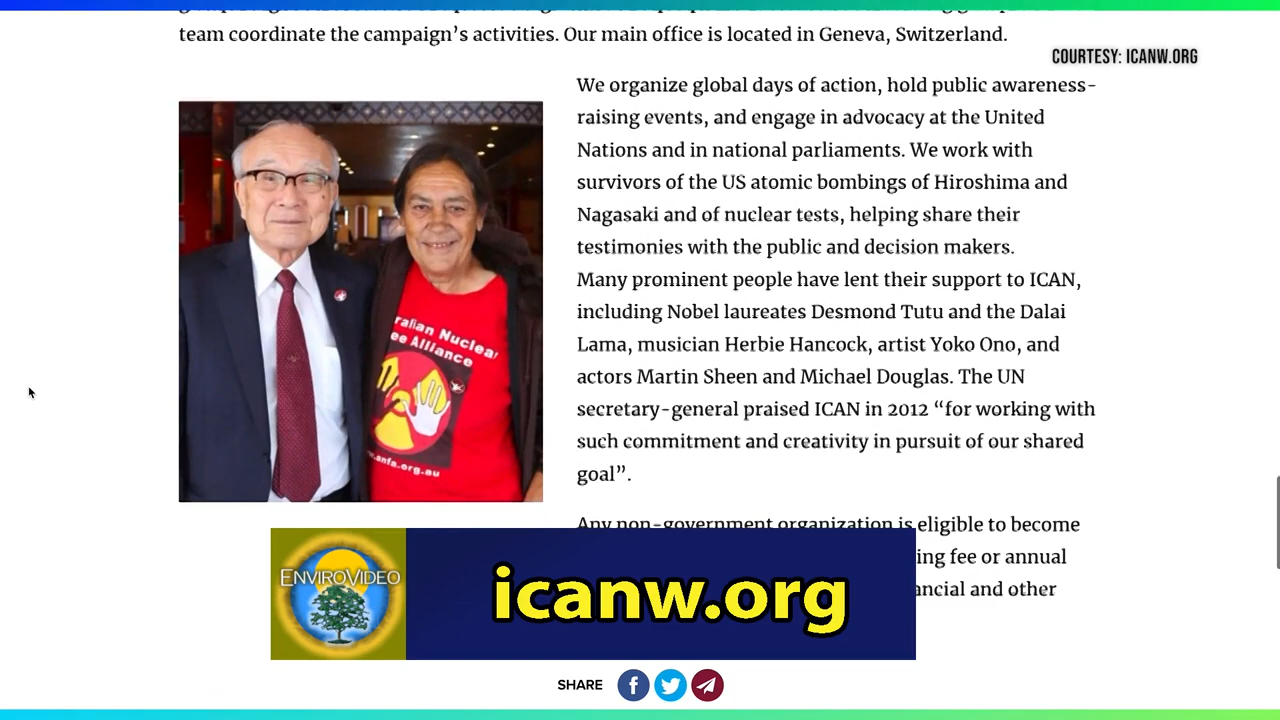 team coordinate the campaign’s activities. Our main office is located in Geneva, Switzerland.
COURTESY: ICANW.ORG
We organize global days of action, hold public awareness-
raising events, and engage in advocacy at the United
Nations and in national parliaments. We work with
survivors of the US atomic bombings of Hiroshima and
Nagasaki and of nuclear tests, helping share their
testimonies with the public and decision makers.
Many prominent people have lent their support to ICAN,
including Nobel laureates Desmond Tutu and the Dalai
Lama, musician Herbie Hancock, artist Yoko Ono, and
actors Martin Sheen and Michael Douglas. The UN
secretary-general praised ICAN in 2012 “for working with
such commitment and creativity in pursuit of our shared
goal”.
ralian Nuclear
ee Alliance
w.anfa.org.au
Any non-government organization is eligible to become
ing fee or annual
ancial and other
ENVIROVIDEO
icanw.org
SHARE